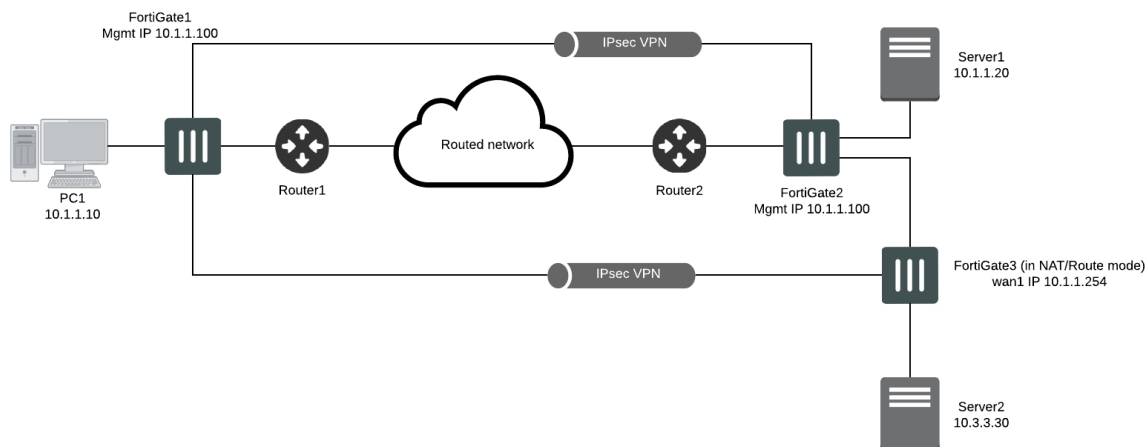 FortiGate1
Mgmt IP 10.1.1.100
IPsec VPN
Server1
10.1.1.20
Routed network
PC1
10.1.1.10
Router1
Router2
FortiGate2
Mgmt IP 10.1.1.100
IPsec VPN
FortiGate3 (in NAT/Route mode)
wan1 IP 10.1.1.254
Server2
10.3.3.30